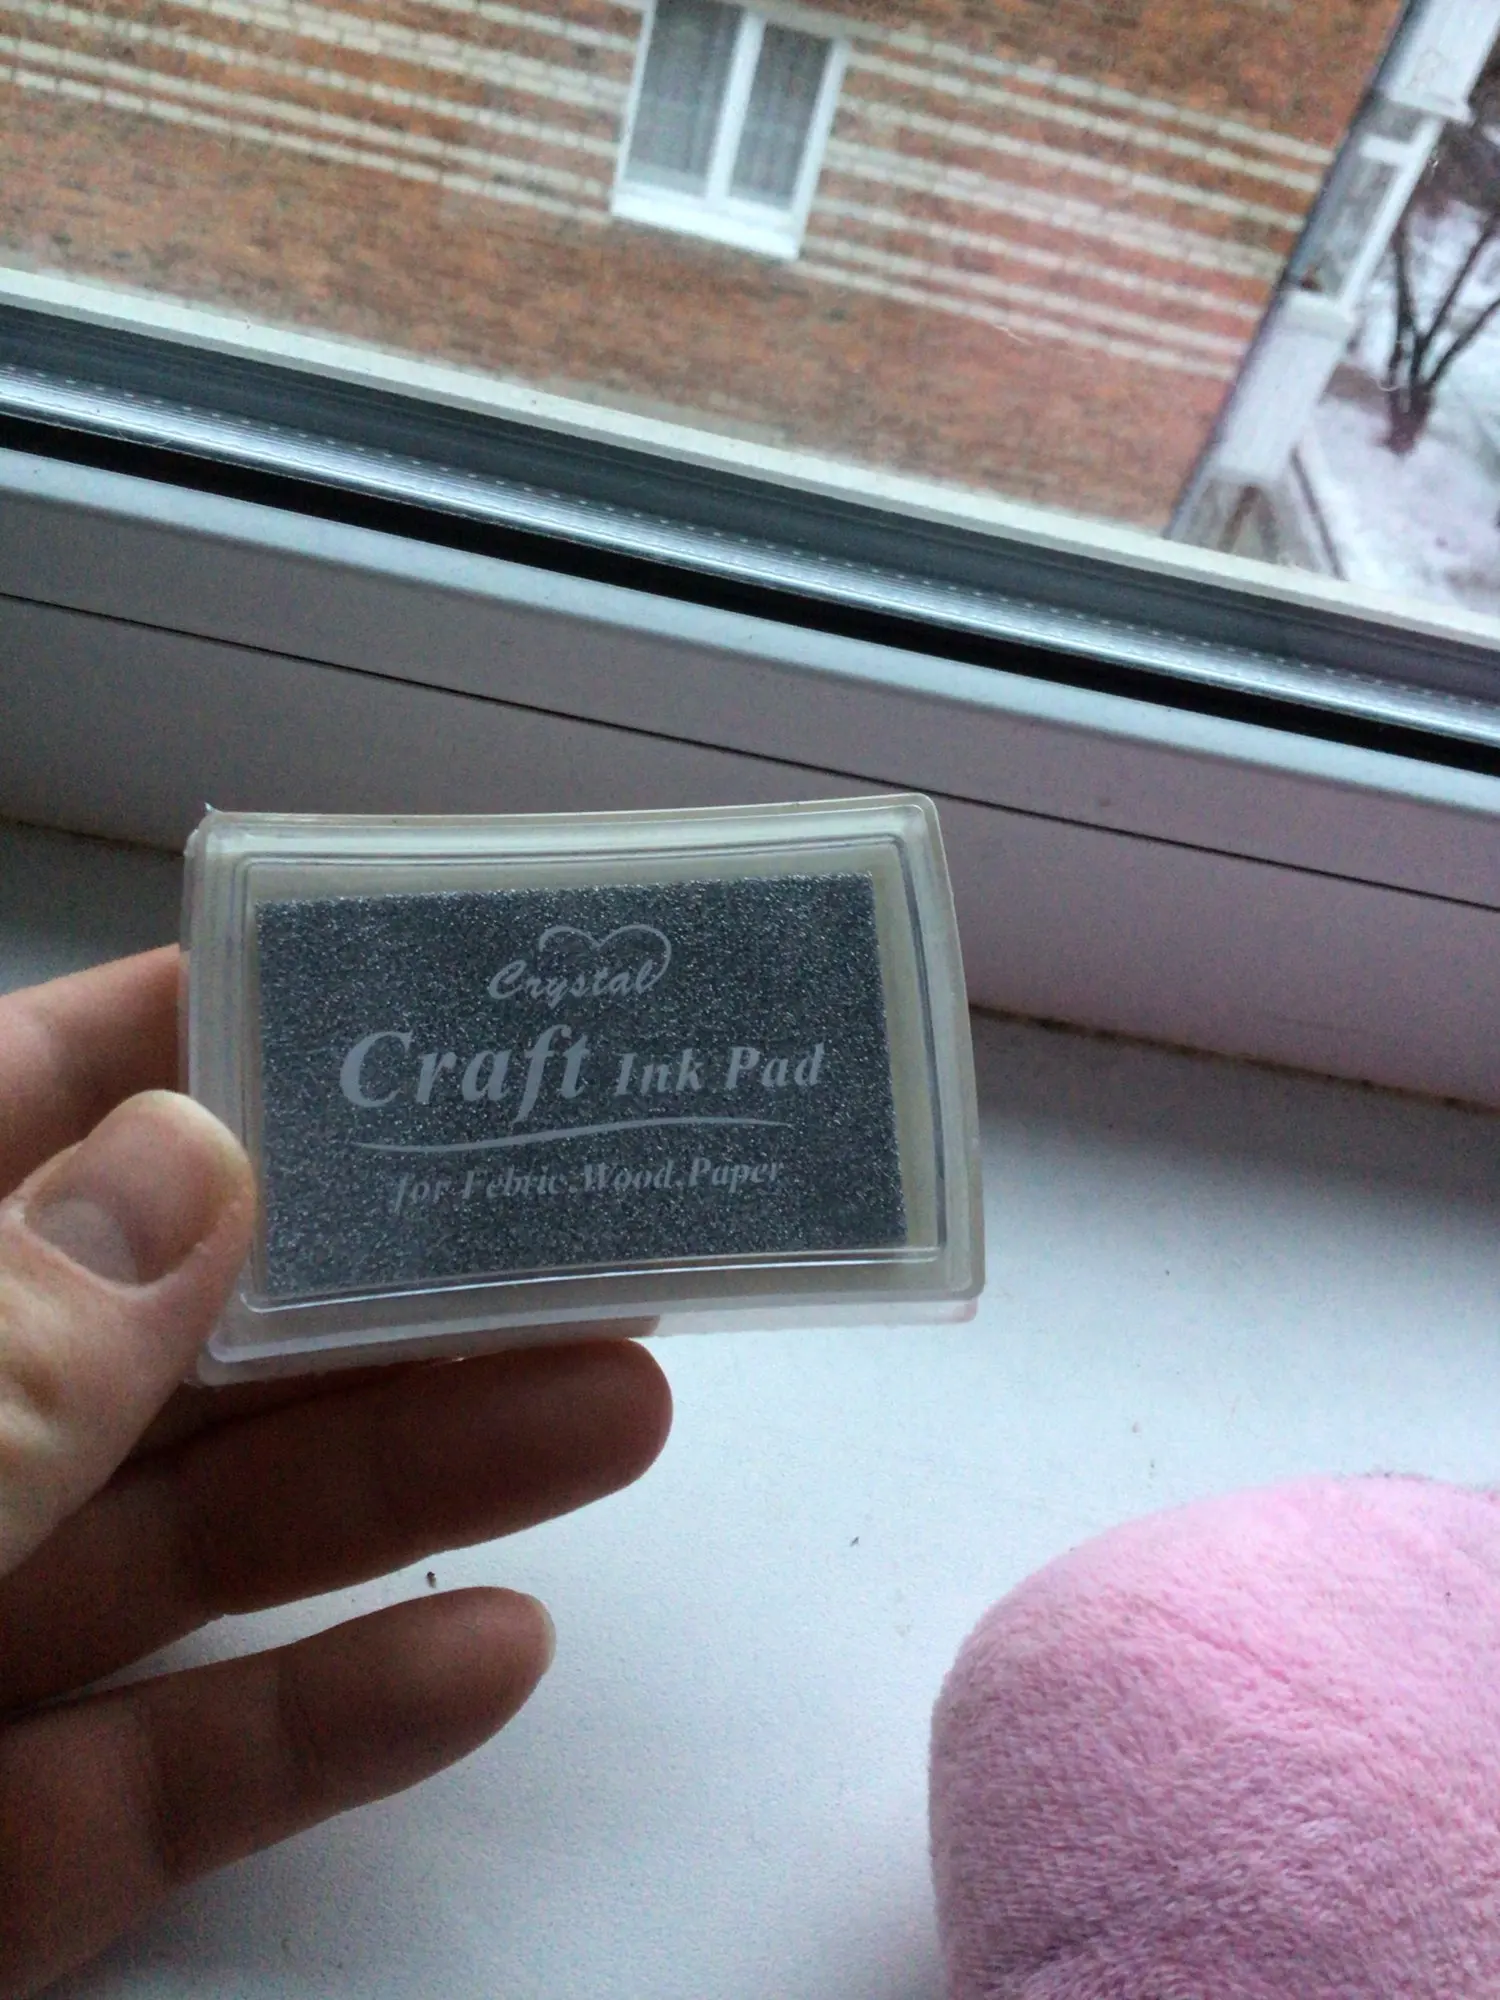 Crystal
Craft Ink Pad
for Febric.Wood.Paper